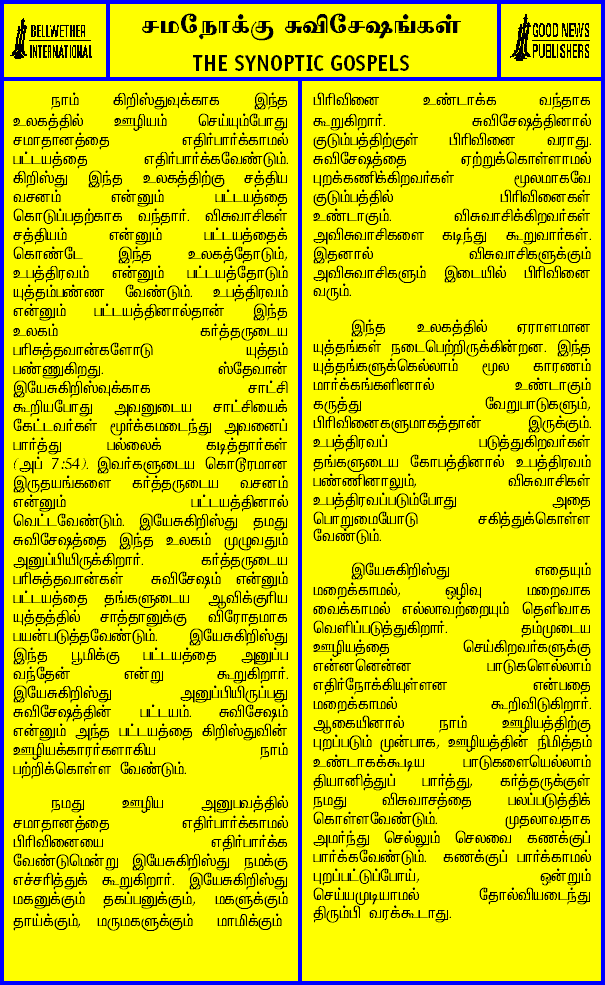 BELLWETHER
INTERNATIONAL
சமநோக்கு சுவிசேஷங்கள்
THE SYNOPTIC GOSPELS
GOOD NEWS
PUBLISHERS
நாம் கிறிஸ்துவுக்காக இந்த
உலகத்தில் ஊழியம் செய்யும்போது
சமாதானத்தை எதிர்பார்க்காமல்
பட்டயத்தை எதிர்பார்க்கவேண்டும்.
கிறிஸ்து இந்த உலகத்திற்கு சத்திய
வசனம் என்னும் பட்டயத்தை
கொடுப்பதற்காக வந்தார். விசுவாசிகள்
சத்தியம் என்னும் பட்டயத்தைக்
கொண்டே இந்த உலகத்தோடும்,
உபத்திரவம் என்னும் பட்டயத்தோடும்
யுத்தம்பண்ண வேண்டும். உபத்திரவம்
என்னும் பட்டயத்தினால்தான் இந்த
உலகம் கர்த்தருடைய
பரிசுத்தவான்களோடு யுத்தம்
பண்ணுகிறது. ஸ்தேவான்
இயேசுகிறிஸ்வுக்காக சாட்சி
கூறியபோது அவனுடைய சாட்சியைக்
கேட்டவர்கள் மூர்க்கமடைந்து அவனைப்
பார்த்து பல்லைக் கடித்தார்கள்
(அப் 7:54). இவர்களுடைய கொடூரமான
இருதயங்களை கர்த்தருடைய வசனம்
என்னும் பட்டயத்தினால்
வெட்டவேண்டும். இயேசுகிறிஸ்து தமது
சுவிசேஷத்தை இந்த உலகம் முழுவதும்
அனுப்பியிருக்கிறார். கர்த்தருடைய
பரிசுத்தவான்கள் சுவிசேஷம் என்னும்
பட்டயத்தை தங்களுடைய ஆவிக்குரிய
யுத்தத்தில் சாத்தானுக்கு விரோதமாக
பயன்படுத்தவேண்டும். இயேசுகிறிஸ்து
இந்த பூமிக்கு பட்டயத்தை அனுப்ப
வந்தேன் என்று கூறுகிறார்.
இயேசுகிறிஸ்து அனுப்பியிருப்பது
சுவிசேஷத்தின் பட்டயம். சுவிசேஷம்
என்னும் அந்த பட்டயத்தை கிறிஸ்துவின்
ஊழியக்காரர்களாகிய நாம்
பற்றிக்கொள்ள வேண்டும்.
நமது ஊழிய அனுபவத்தில்
சமாதானத்தை எதிர்பார்க்காமல்
பிரிவினையை எதிர்பார்க்க
வேண்டுமென்று இயேசுகிறிஸ்து நமக்கு
எச்சரித்துக் கூறுகிறார். இயேசுகிறிஸ்து
மகனுக்கும் தகப்பனுக்கும், மகளுக்கும்
தாய்க்கும், மருமகளுக்கும் மாமிக்கும்
பிரிவினை உண்டாக்க வந்தாக
கூறுகிறார். சுவிசேஷத்தினால்
குடும்பத்திற்குள் பிரிவினை வராது.
சுவிசேஷத்தை ஏற்றுக்கொள்ளாமல்
புறக்கணிக்கிறவர்கள் மூலமாகவே
குடும்பத்தில் பிரிவினைகள்
உண்டாகும். விசுவாசிக்கிறவர்கள்
அவிசுவாசிகளை கடிந்து கூறுவார்கள்.
இதனால் விசுவாசிகளுக்கும்
அவிசுவாசிகளும் இடையில் பிரிவினை
வரும்.
இந்த உலகத்தில் ஏராளமான
யுத்தங்கள் நடைபெற்றிருக்கின்றன. இந்த
யுத்தங்களுக்கெல்லாம் மூல காரணம்
மார்க்கங்களினால் உண்டாகும்
கருத்து வேறுபாடுகளும்,
பிரிவினைகளுமாகத்தான் இருக்கும்.
உபத்திரவப் படுத்துகிறவர்கள்
தங்களுடைய கோபத்தினால் உபத்திரவம்
பண்ணினாலும், விசுவாசிகள்
உபத்திரவப்படும்போது அதை
பொறுமையோடு சகித்துக்கொள்ள
வேண்டும்.
இயேசுகிறிஸ்து எதையும்
மறைக்காமல், ஒழிவு மறைவாக
வைக்காமல் எல்லாவற்றையும் தெளிவாக
வெளிப்படுத்துகிறார். தம்முடைய
ஊழியத்தை செய்கிறவர்களுக்கு
என்னனென்ன பாடுகளெல்லாம்
எதிர்நோக்கியுள்ளன என்பதை
மறைக்காமல் கூறிவிடுகிறார்.
ஆகையினால் நாம் ஊழியத்திற்கு
புறப்படும் முன்பாக, ஊழியத்தின் நிமித்தம்
உண்டாகக்கூடிய பாடுகளையெல்லாம்
தியானித்துப் பார்த்து, கர்த்தருக்குள்
நமது விசுவாசத்தை பலப்படுத்திக்
கொள்ளவேண்டும். முதலாவதாக
அமர்ந்து செல்லும் செலவை கணக்குப்
பார்க்கவேண்டும். கணக்குப் பார்க்காமல்
புறப்பட்டுப்போய், ஒன்றும்
செய்யமுடியாமல் தோல்வியடைந்து
திரும்பி வரக்கூடாது.